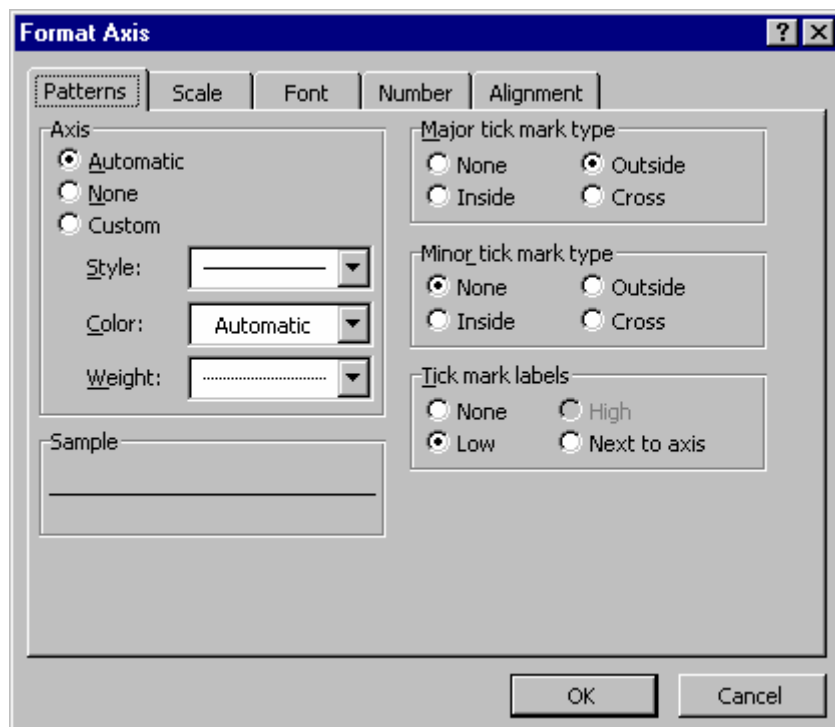 Format Axis
Patterns Scale Font Number Alignment
Axis
Automatic
None
Custom
Style:
Color: Automatic
Weight:
Sample
Major tick mark type
None Outside
Inside Cross
Minor tick mark type
None Outside
Inside Cross
Tick mark labels
None High
Low Next to axis
OK Cancel